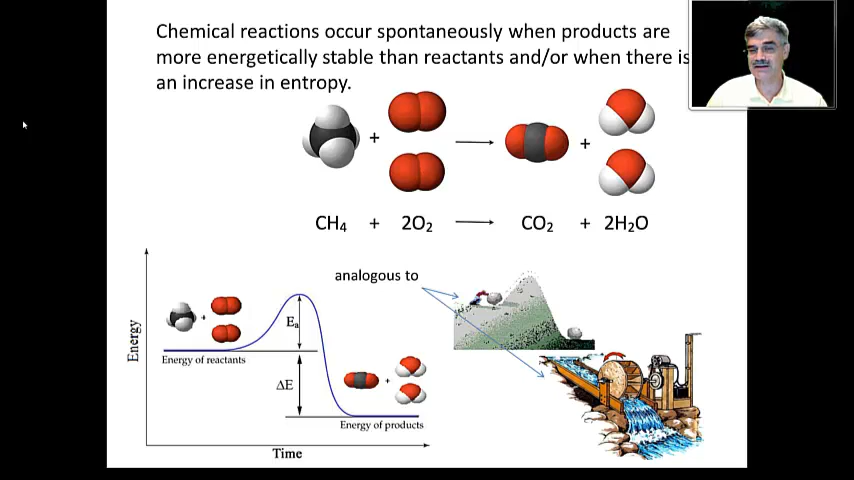 Chemical reactions occur spontaneously when products are
more energetically stable than reactants and/or when there is
an increase in entropy.
+
+
CH₄ + 2O₂ → CO₂ + 2H₂O
analogous to
Energy
+
Eₐ
Energy of reactants
ΔE
+
Energy of products
Time